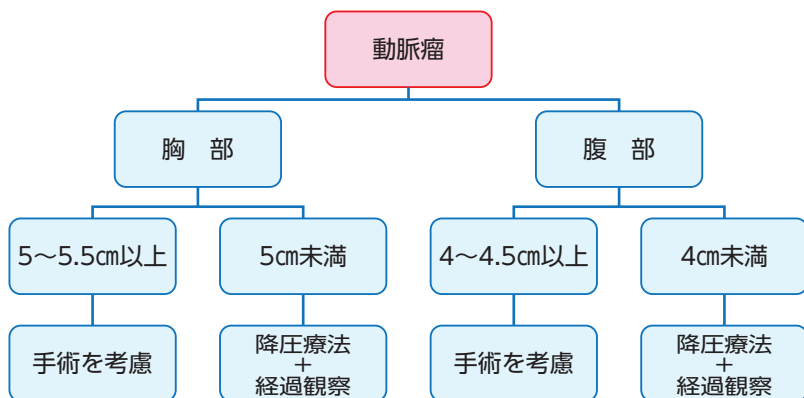 動脈瘤
胸　部
腹　部
5～5.5㎝以上
5㎝未満
4～4.5㎝以上
4㎝未満
手術を考慮
降圧療法
＋
経過観察
手術を考慮
降圧療法
＋
経過観察